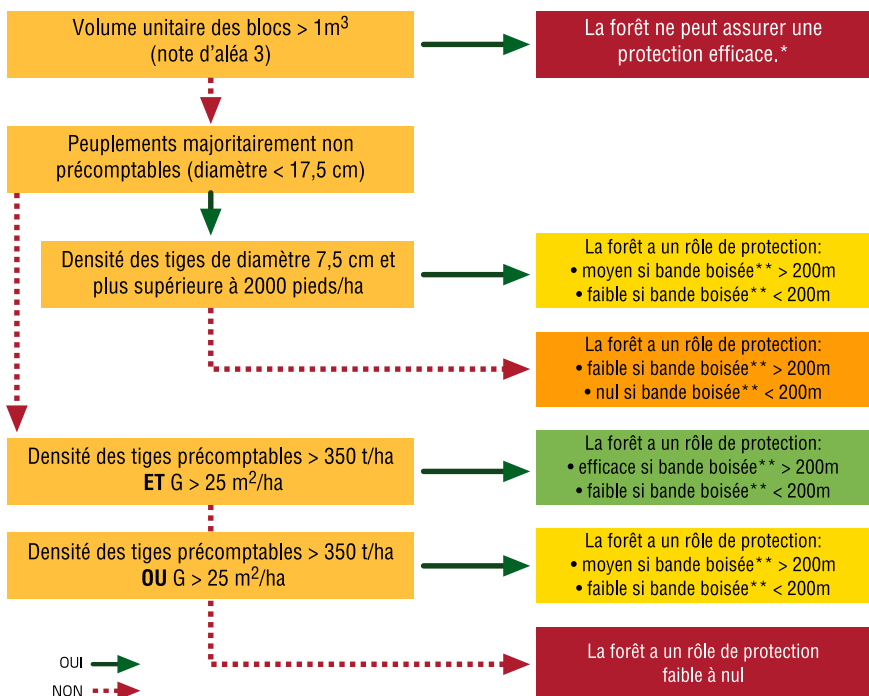 Volume unitaire des blocs > 1m³
(note d'aléa 3)
La forêt ne peut assurer une
protection efficace.*
Peuplements majoritairement non
précomptables (diamètre < 17,5 cm)
Densité des tiges de diamètre 7,5 cm et
plus supérieure à 2000 pieds/ha
La forêt a un rôle de protection:
• moyen si bande boisée** > 200m
• faible si bande boisée** < 200m
La forêt a un rôle de protection:
• faible si bande boisée** > 200m
• nul si bande boisée** < 200m
Densité des tiges précomptables > 350 t/ha
ET G > 25 m²/ha
La forêt a un rôle de protection:
• efficace si bande boisée** > 200m
• faible si bande boisée** < 200m
Densité des tiges précomptables > 350 t/ha
OU G > 25 m²/ha
La forêt a un rôle de protection:
• moyen si bande boisée** > 200m
• faible si bande boisée** < 200m
La forêt a un rôle de protection
faible à nul
OUI
NON